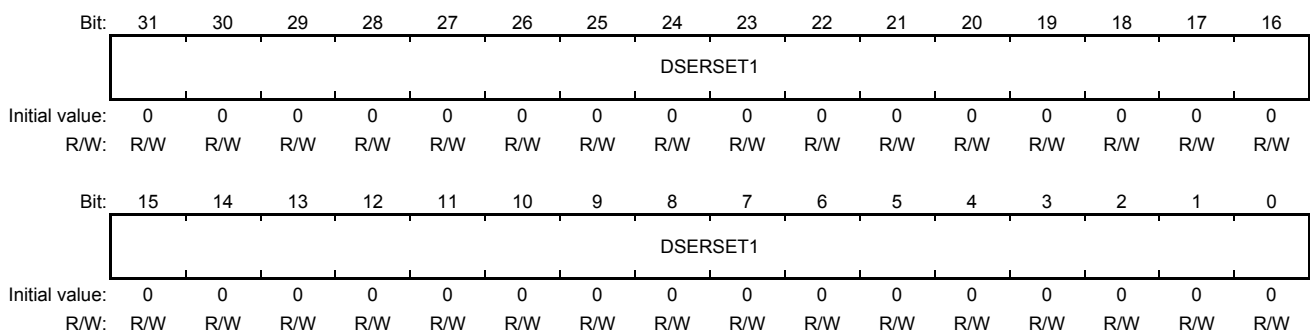 Bit: 31 30 29 28 27 26 25 24 23 22 21 20 19 18 17 16
DSERSET1
Initial value: 0 0 0 0 0 0 0 0 0 0 0 0 0 0 0 0
R/W: R/W R/W R/W R/W R/W R/W R/W R/W R/W R/W R/W R/W R/W R/W R/W R/W
Bit: 15 14 13 12 11 10 9 8 7 6 5 4 3 2 1 0
DSERSET1
Initial value: 0 0 0 0 0 0 0 0 0 0 0 0 0 0 0 0
R/W: R/W R/W R/W R/W R/W R/W R/W R/W R/W R/W R/W R/W R/W R/W R/W R/W